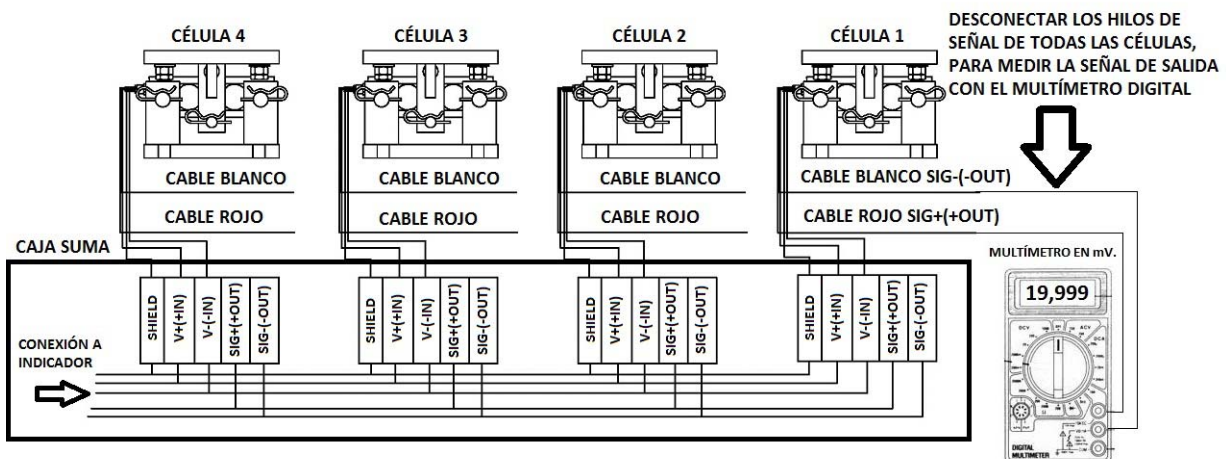 CÉLULA 4
CÉLULA 3
CÉLULA 2
CÉLULA 1
DESCONECTAR LOS HILOS DE
SEÑAL DE TODAS LAS CÉLULAS,
PARA MEDIR LA SEÑAL DE SALIDA
CON EL MULTÍMETRO DIGITAL
CABLE BLANCO
CABLE BLANCO
CABLE BLANCO
CABLE BLANCO SIG-(-OUT)
CABLE ROJO
CABLE ROJO
CABLE ROJO
CABLE ROJO SIG+(+OUT)
CAJA SUMA
MULTÍMETRO EN mV.
19,999
SHIELD
V+(+IN)
V-(-IN)
SIG+(+OUT)
SIG-(-OUT)
SHIELD
V+(+IN)
V-(-IN)
SIG+(+OUT)
SIG-(-OUT)
SHIELD
V+(+IN)
V-(-IN)
SIG+(+OUT)
SIG-(-OUT)
SHIELD
V+(+IN)
V-(-IN)
SIG+(+OUT)
SIG-(-OUT)
CONEXIÓN A
INDICADOR
DCV
ACV
DCA
DIGITAL
MULTIMETER